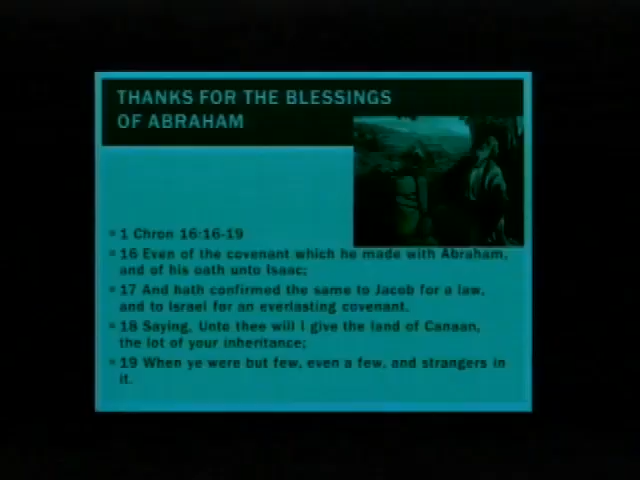 THANKS FOR THE BLESSINGS
OF ABRAHAM
1 Chron 16:16-19
16 Even of the covenant which he made with Abraham,
and of his oath unto Isaac;
17 And hath confirmed the same to Jacob for a law,
and to Israel for an everlasting covenant.
18 Saying, Unto thee will I give the land of Canaan,
the lot of your inheritance;
19 When ye were but few, even a few, and strangers in
it.